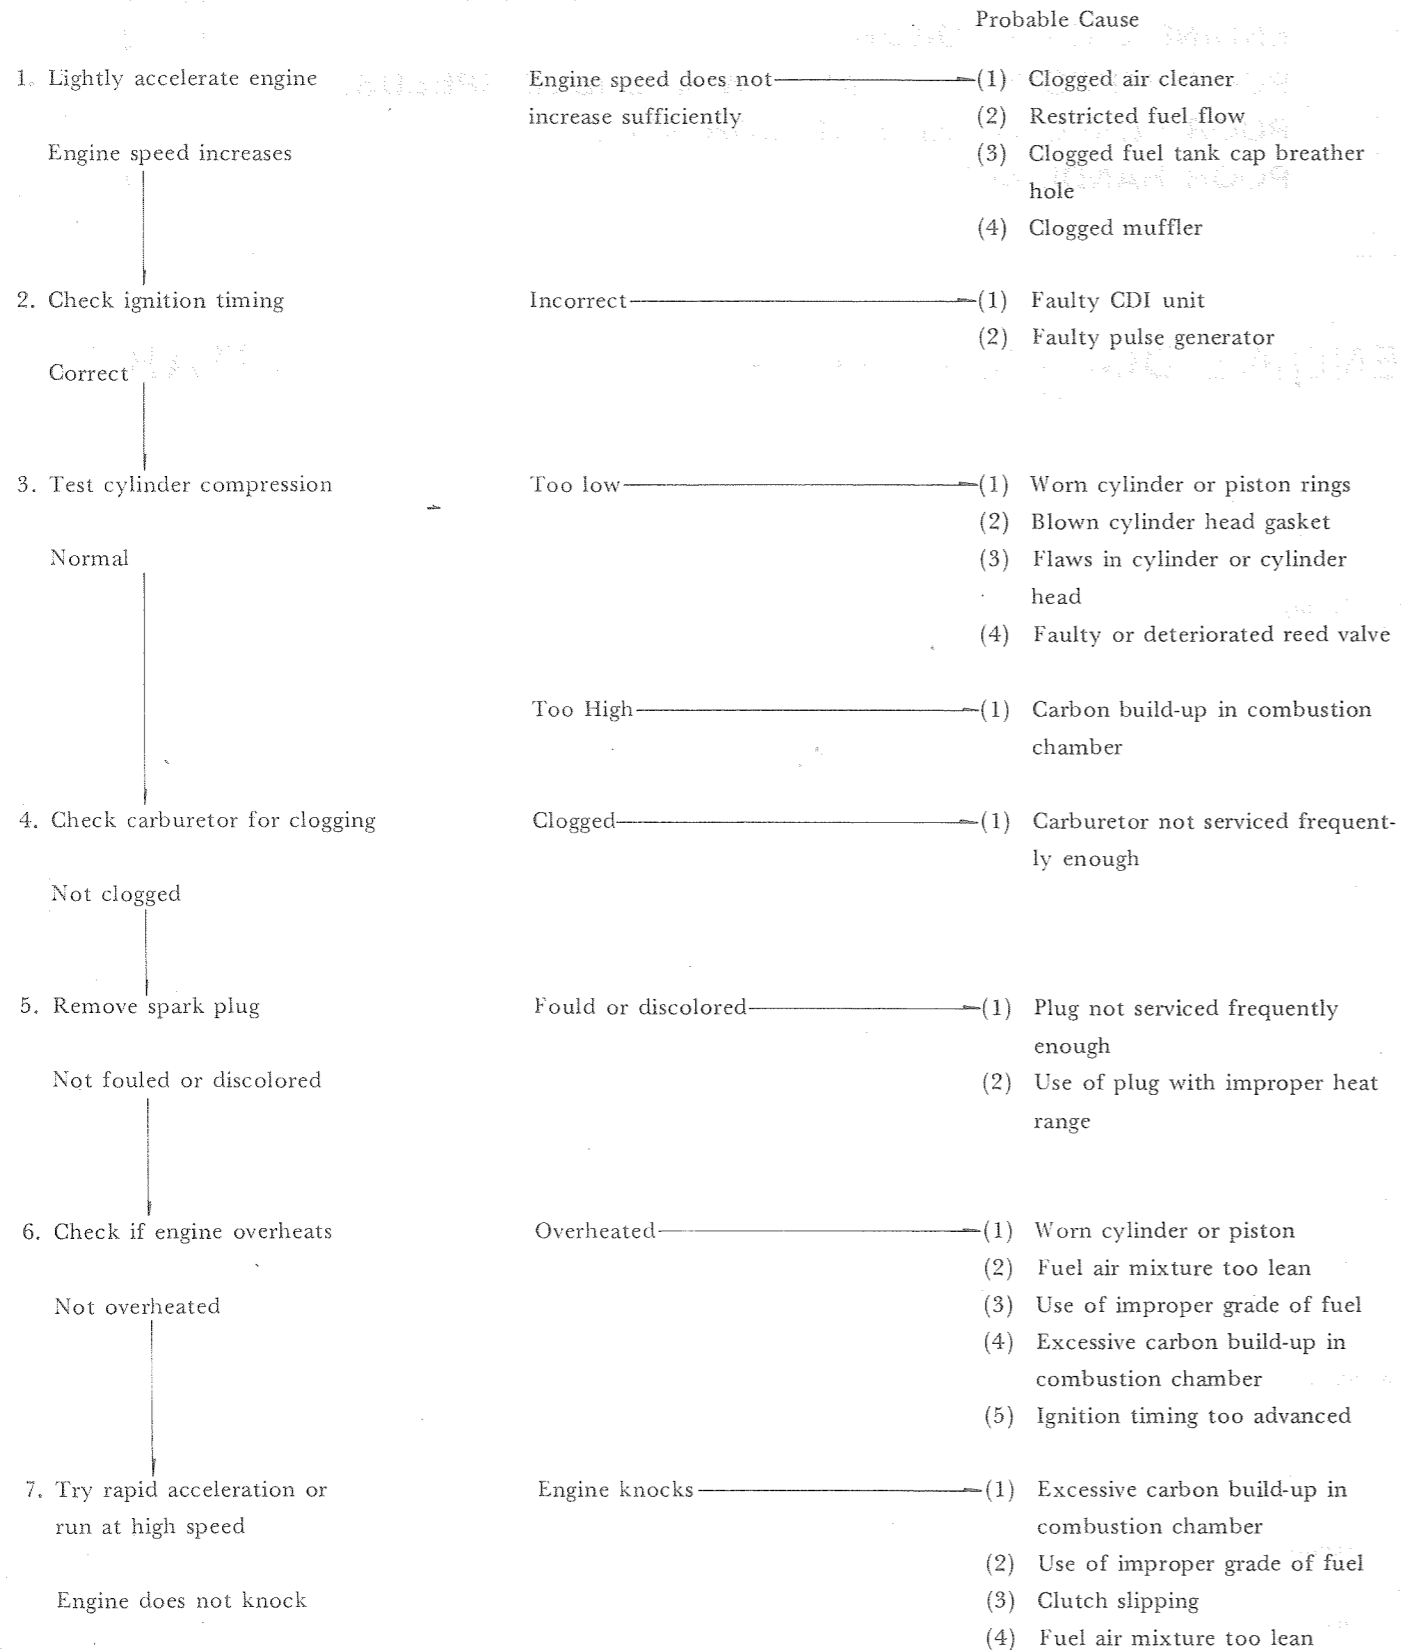 Probable Cause
1. Lightly accelerate engine
Engine speed does not
increase sufficiently
(1) Clogged air cleaner
(2) Restricted fuel flow
(3) Clogged fuel tank cap breather
hole
(4) Clogged muffler
Engine speed increases
2. Check ignition timing
Incorrect
(1) Faulty CDI unit
(2) Faulty pulse generator
Correct
3. Test cylinder compression
Too low
(1) Worn cylinder or piston rings
(2) Blown cylinder head gasket
(3) Flaws in cylinder or cylinder
head
(4) Faulty or deteriorated reed valve
Normal
Too High
(1) Carbon build-up in combustion
chamber
4. Check carburetor for clogging
Clogged
(1) Carburetor not serviced frequent-
ly enough
Not clogged
5. Remove spark plug
Fould or discolored
(1) Plug not serviced frequently
enough
(2) Use of plug with improper heat
range
Not fouled or discolored
6. Check if engine overheats
Overheated
(1) Worn cylinder or piston
(2) Fuel air mixture too lean
(3) Use of improper grade of fuel
(4) Excessive carbon build-up in
combustion chamber
(5) Ignition timing too advanced
Not overheated
7. Try rapid acceleration or
run at high speed
Engine knocks
(1) Excessive carbon build-up in
combustion chamber
(2) Use of improper grade of fuel
(3) Clutch slipping
(4) Fuel air mixture too lean
Engine does not knock